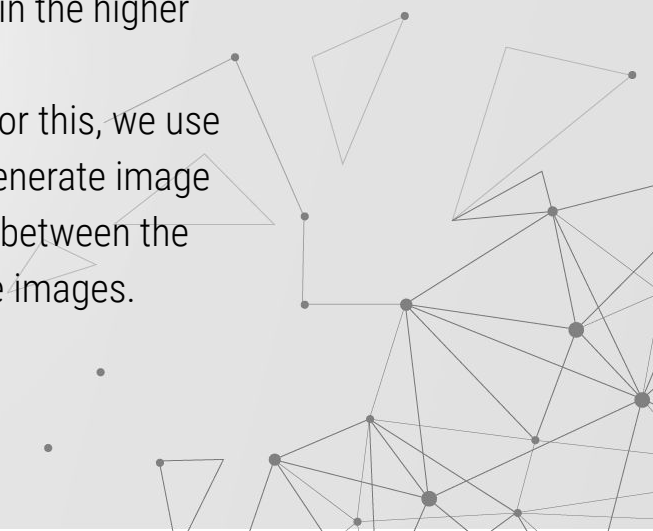 in the higher
or this, we use
enerate image
between the
e images.